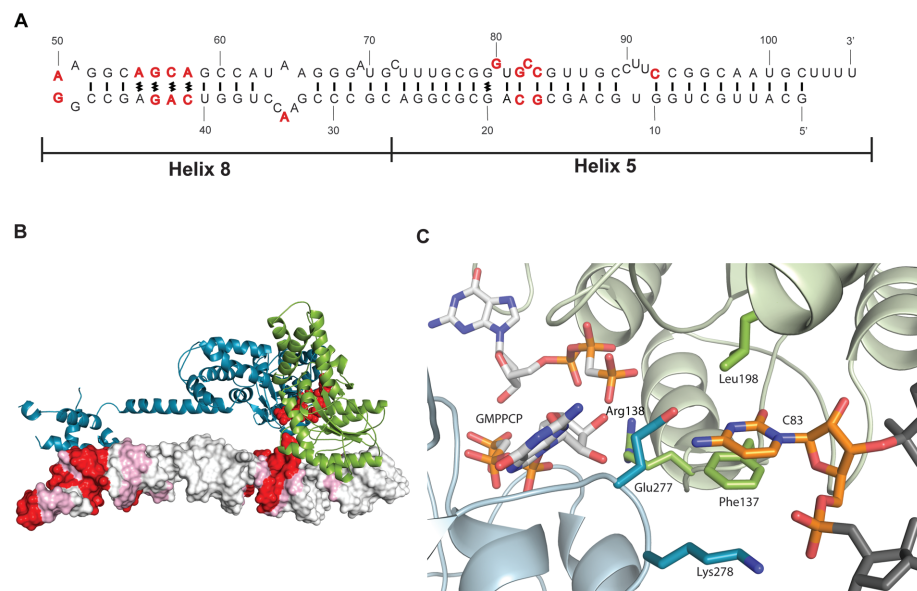 A
50 60 70 80 90 100 3'
A A G G C A G C A G C C A U A A G G G A U G C U U U G C G G G U G C C G U U G C C U U C C G G C A A U G C U U U U
G G C C G A G A C U G G U C C A G C C C G C A G G C G C G A C G C G A C G U G G U C G U U A C G
40 30 20 10 5'
Helix 8 Helix 5
B
C
Leu198
GMPPCP
Arg138
C83
Glu277
Phe137
Lys278